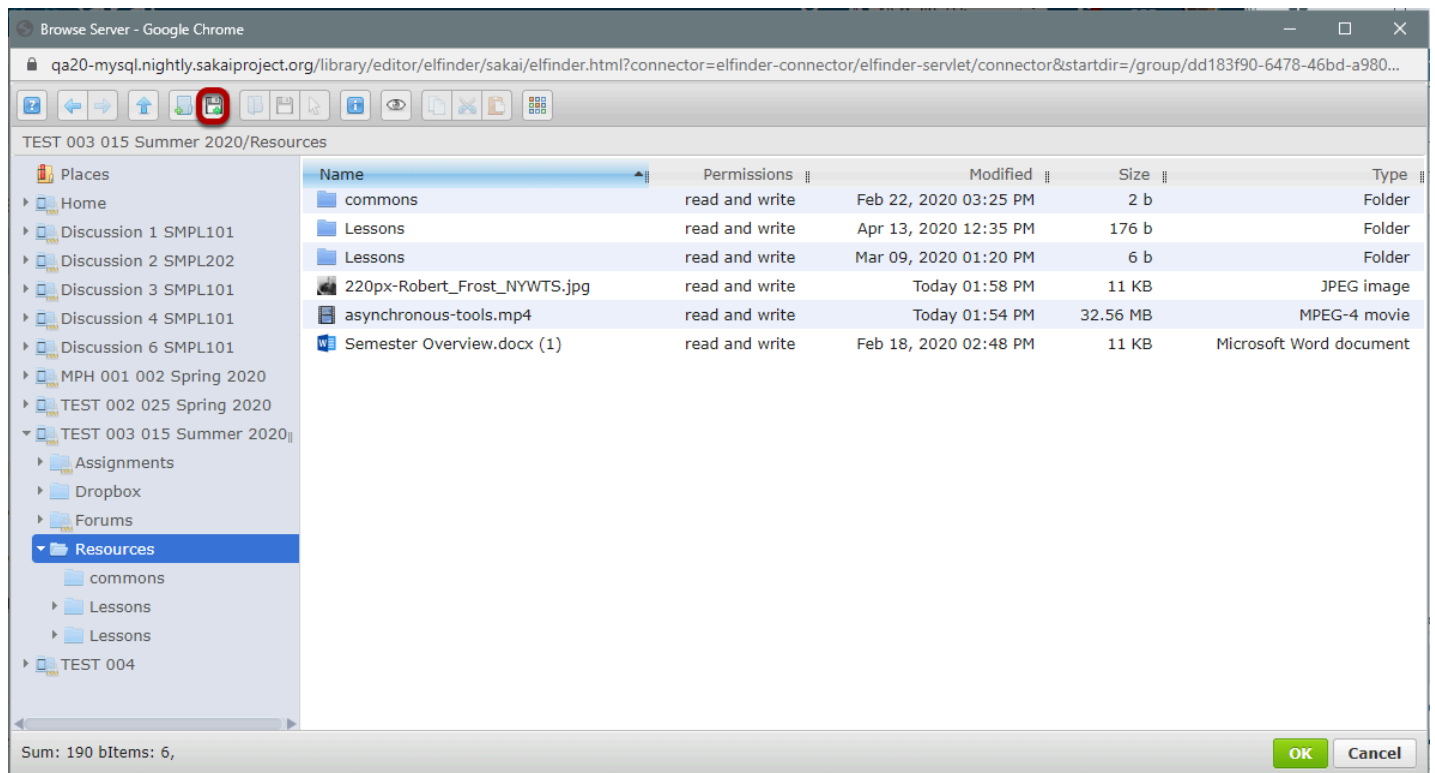 Browse Server - Google Chrome
qa20-mysql.nightly.sakaiproject.org/library/editor/elfinder/sakai/elfinder.html?connector=elfinder-connector/elfinder-servlet/connector&startdir=/group/dd183f90-6478-46bd-a980...
TEST 003 015 Summer 2020/Resources
Places
Home
Discussion 1 SMPL101
Discussion 2 SMPL202
Discussion 3 SMPL101
Discussion 4 SMPL101
Discussion 6 SMPL101
MPH 001 002 Spring 2020
TEST 002 025 Spring 2020
TEST 003 015 Summer 2020
Assignments
Dropbox
Forums
Resources
commons
Lessons
Lessons
TEST 004
Name Permissions Modified Size Type
commons read and write Feb 22, 2020 03:25 PM 2 b Folder
Lessons read and write Apr 13, 2020 12:35 PM 176 b Folder
Lessons read and write Mar 09, 2020 01:20 PM 6 b Folder
220px-Robert_Frost_NYWTS.jpg read and write Today 01:58 PM 11 KB JPEG image
asynchronous-tools.mp4 read and write Today 01:54 PM 32.56 MB MPEG-4 movie
Semester Overview.docx (1) read and write Feb 18, 2020 02:48 PM 11 KB Microsoft Word document
Sum: 190 bItems: 6,
OK Cancel